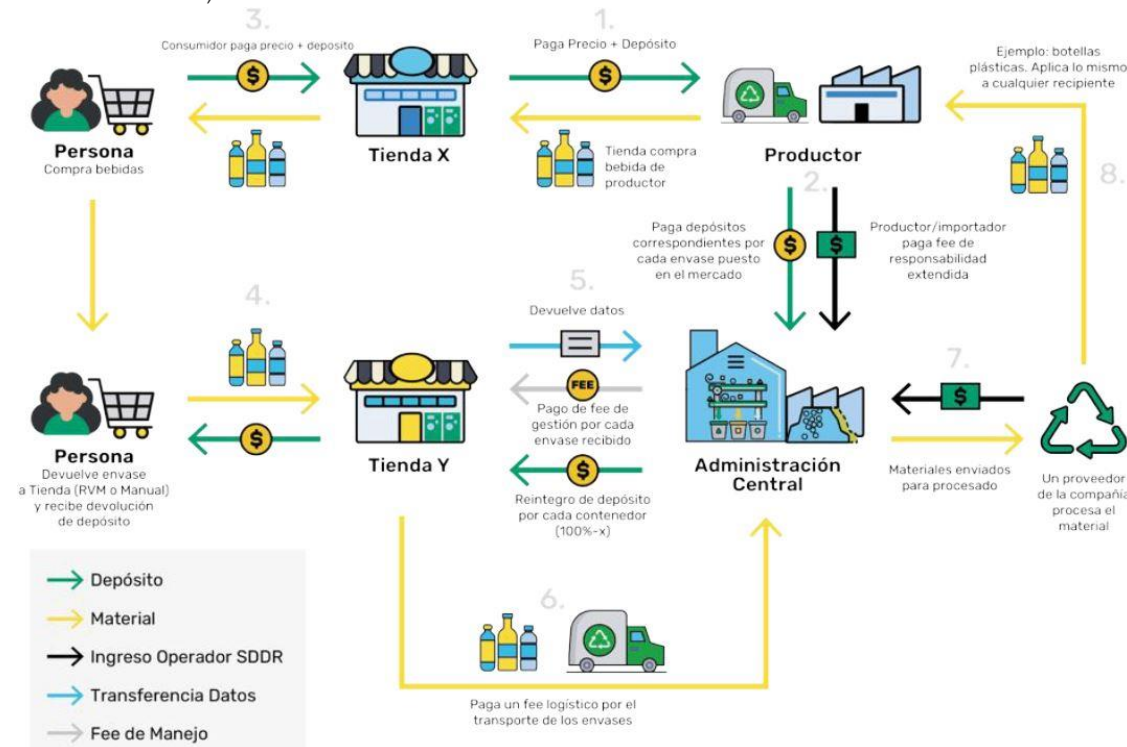 3.
Consumidor paga precio + deposito
1.
Paga Precio + Depósito
Ejemplo: botellas
plásticas. Aplica lo mismo
a cualquier recipiente
Persona
Compra bebidas
Tienda X
Tienda compra
bebida de
productor
Productor
2.
8.
Paga depósitos
correspondientes por
cada envase puesto
en el mercado
$
$
Productor/importador
paga fee de
responsabilidad
extendida
$
$
4.
5.
Devuelve datos
7.
FEE
Pago de fee de
gestión por cada
envase recibido
$
$
$
Persona
Devuelve envase
a Tienda (RVM o Manual)
y recibe devolución
de depósito
Tienda Y
Reintegro de depósito
por cada contenedor
(100%-x)
Administración
Central
Materiales enviados
para procesado
Un proveedor
de la compañía
procesa el
material
Depósito
Material
Ingreso Operador SDDR
Transferencia Datos
Fee de Manejo
6.
Paga un fee logístico por el
transporte de los envases